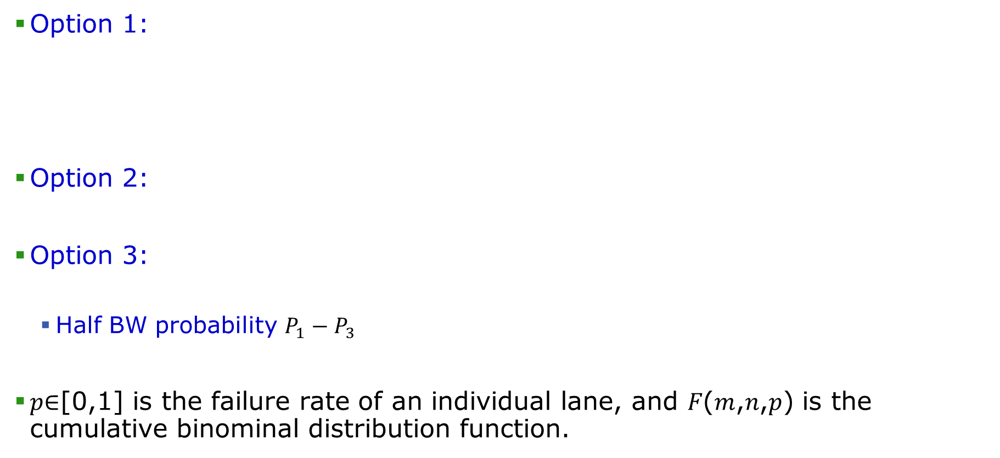 ▪ Option 1:
▪ Option 2:
▪ Option 3:
▪ Half BW probability 𝑃₁ − 𝑃₃
▪ 𝑝∈[0,1] is the failure rate of an individual lane, and 𝐹(𝑚,𝑛,𝑝) is the
cumulative binominal distribution function.